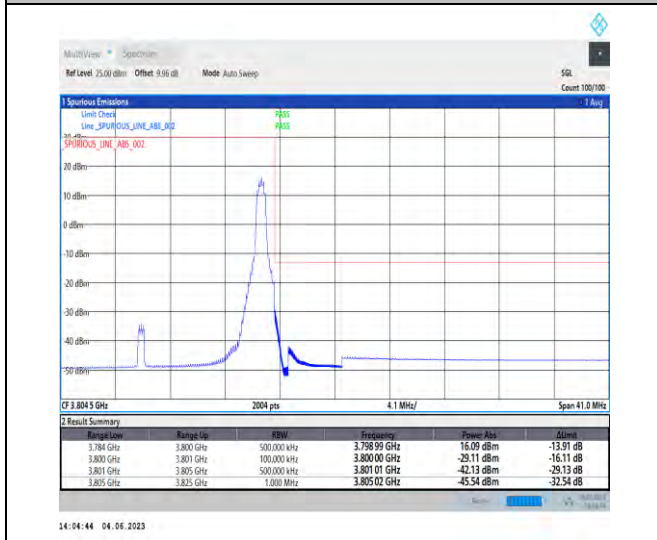 MultiView Spectrum
Ref Level 25.00 dBm Offset 9.96 dB Mode Auto Sweep SGL
Count 100/100
1 Spurious Emissions 1 Avg
Limit Check PASS
Line _SPURIOUS_LINE_ABS_002 PASS
30 dBm
_SPURIOUS_LINE_ABS_002
20 dBm
10 dBm
0 dBm
-10 dBm
-20 dBm
-30 dBm
-40 dBm
-50 dBm
CF 3.8045 GHz 2004 pts 4.1 MHz/ Span 41.0 MHz
2 Result Summary
Range Low Range Up RBW Frequency Power Abs ΔLimit
3.784 GHz 3.800 GHz 500.000 kHz 3.798 99 GHz 16.09 dBm -13.91 dB
3.800 GHz 3.801 GHz 100.000 kHz 3.800 00 GHz -29.11 dBm -16.11 dB
3.801 GHz 3.805 GHz 500.000 kHz 3.801 01 GHz -42.13 dBm -29.13 dB
3.805 GHz 3.825 GHz 1.000 MHz 3.805 02 GHz -45.54 dBm -32.54 dB
14:04:44 04.06.2023